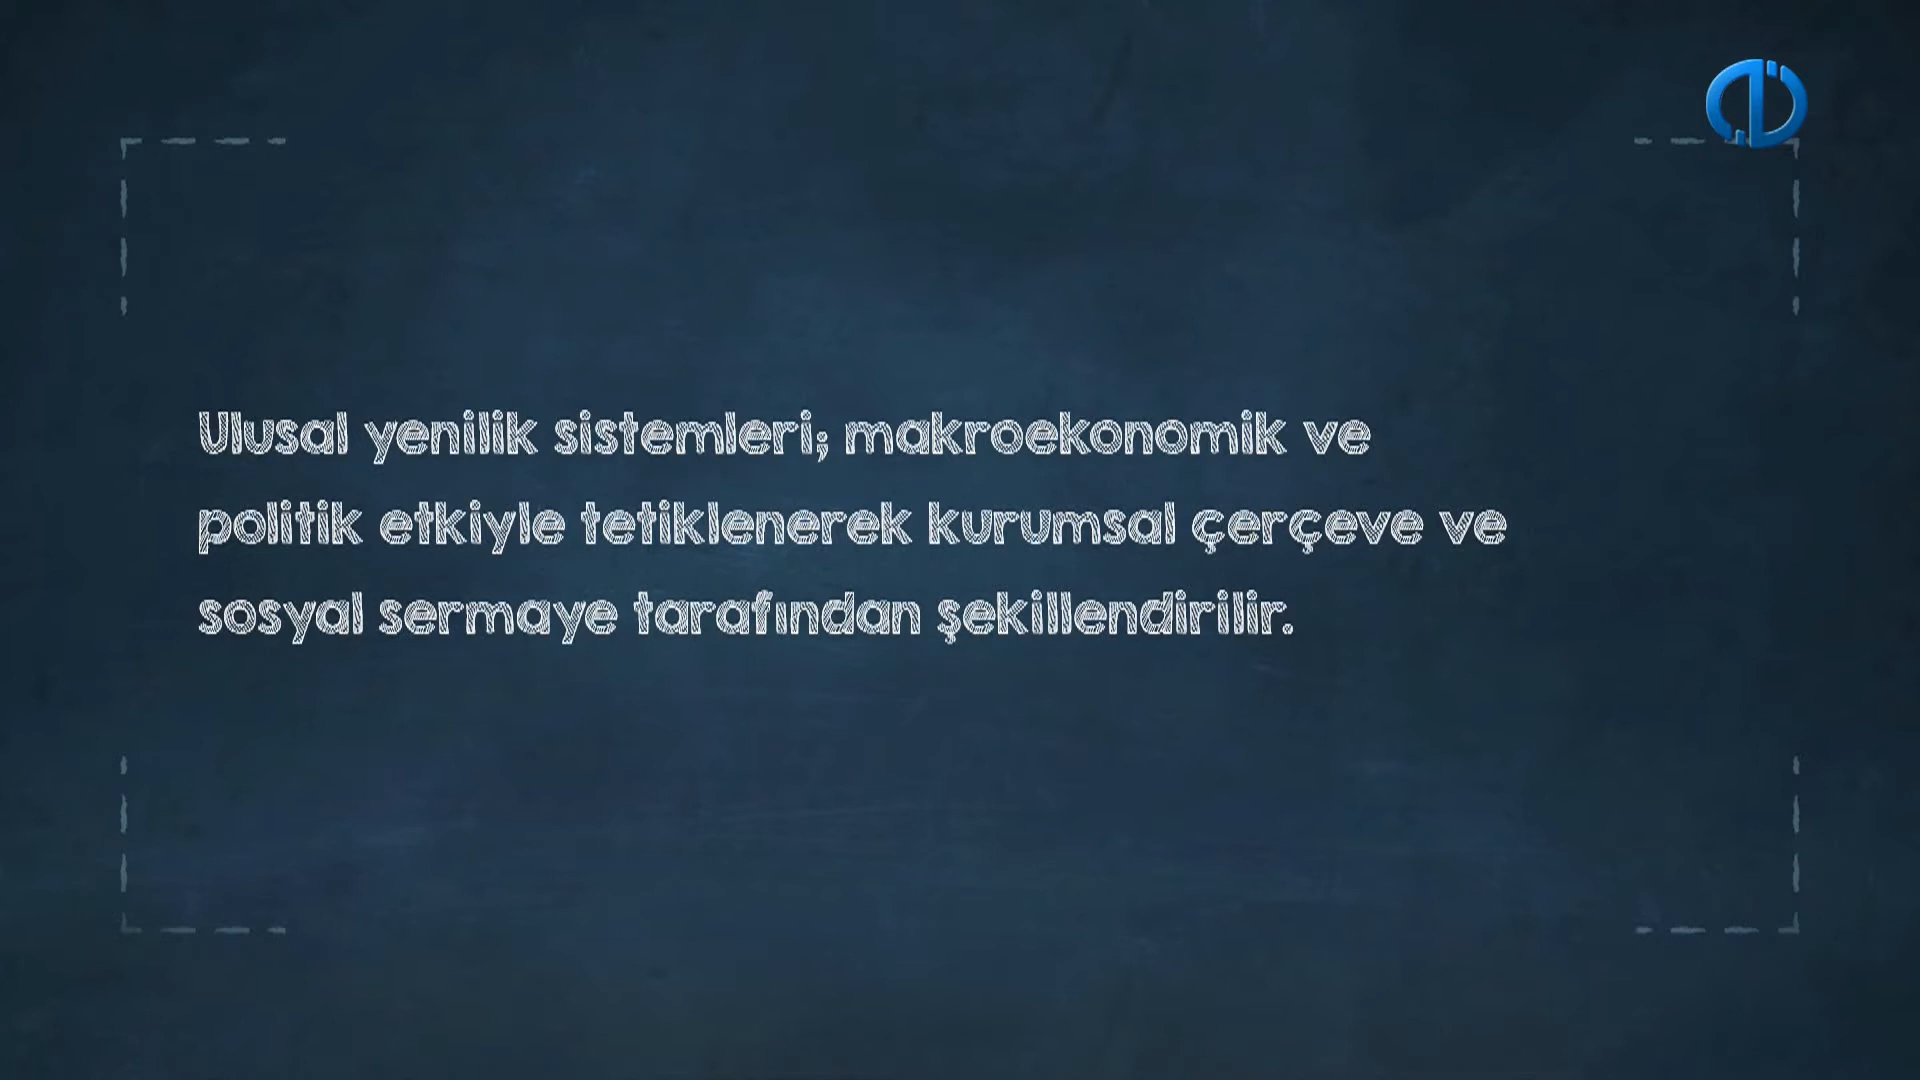 Ulusal yenilik sistemleri; makroekonomik ve
politik etkiyle tetiklenerek kurumsal çerçeve ve
sosyal sermaye tarafından şekillendirilir.